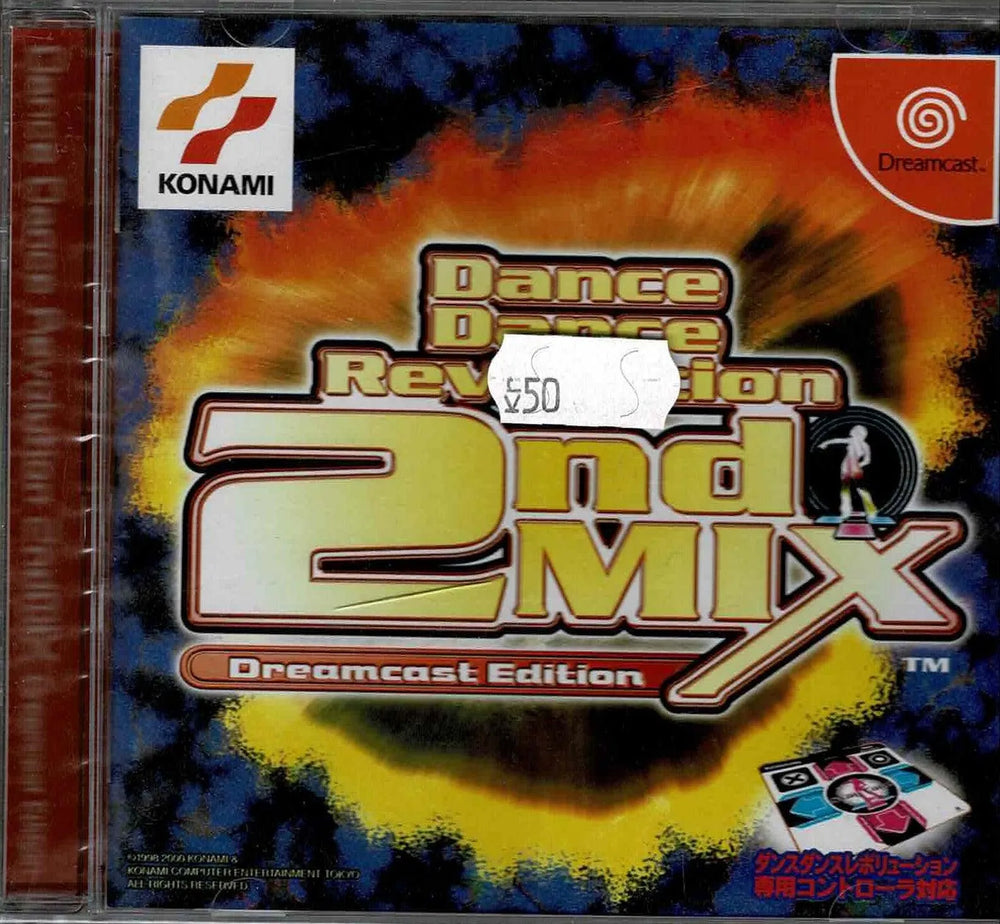 KONAMI
Dreamcast
Dance
Dance
Rev tion
KČ 50
2nd
MIX
Dreamcast Edition
TM
©1998 2000 KONAMI &
KONAMI COMPUTER ENTERTAINMENT TOKYO
ALL RIGHTS RESERVED
ダンスダンスレボリューション
専用コントローラ対応